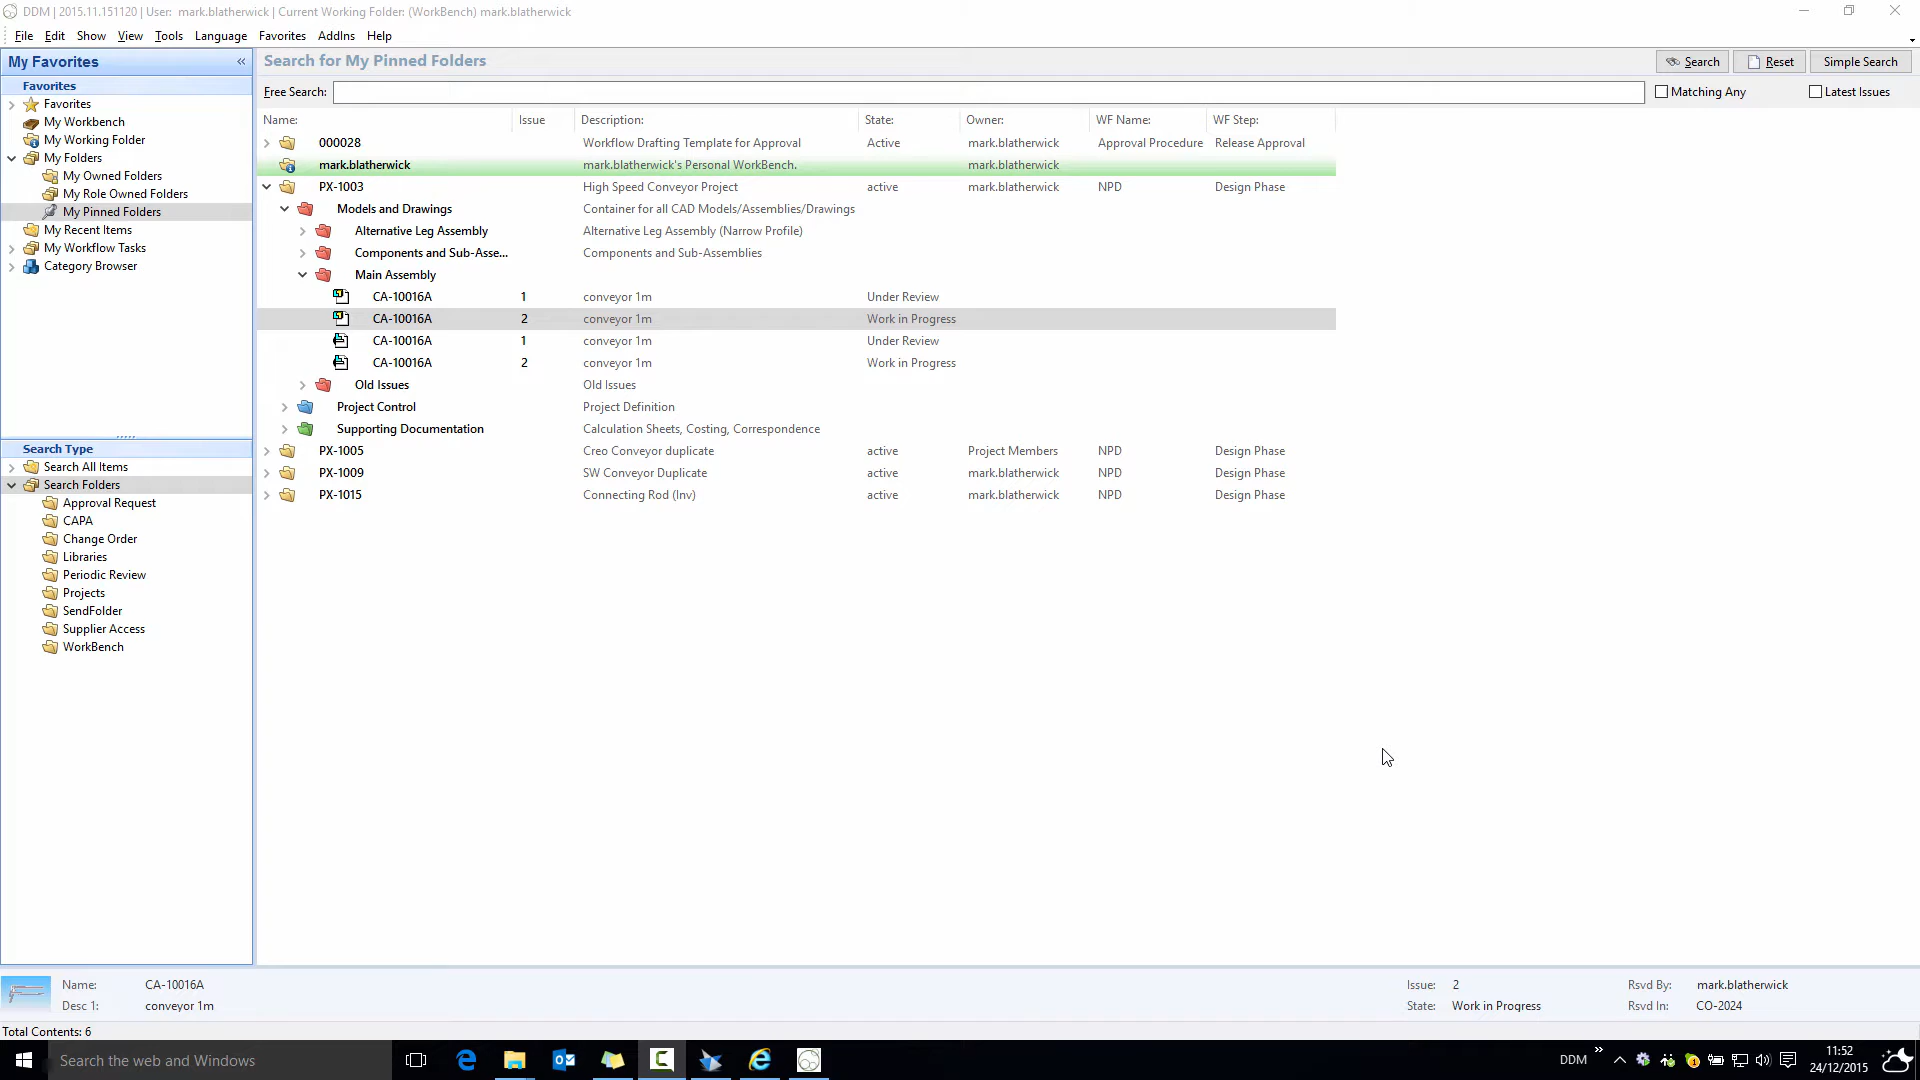 DDM | 2015.11.151120 | User:  mark.blatherwick | Current Working Folder: (WorkBench) mark.blatherwick
File Edit Show View Tools Language Favorites AddIns Help
My Favorites «
Favorites
Favorites
My Workbench
My Working Folder
My Folders
My Owned Folders
My Role Owned Folders
My Pinned Folders
My Recent Items
My Workflow Tasks
Category Browser
Search Type
Search All Items
Search Folders
Approval Request
CAPA
Change Order
Libraries
Periodic Review
Projects
SendFolder
Supplier Access
WorkBench
Search for My Pinned Folders Search Reset Simple Search
Free Search: Matching Any Latest Issues
Name: Issue Description: State: Owner: WF Name: WF Step:
000028 Workflow Drafting Template for Approval Active mark.blatherwick Approval Procedure Release Approval
mark.blatherwick mark.blatherwick's Personal WorkBench. mark.blatherwick
PX-1003 High Speed Conveyor Project active mark.blatherwick NPD Design Phase
Models and Drawings Container for all CAD Models/Assemblies/Drawings
Alternative Leg Assembly Alternative Leg Assembly (Narrow Profile)
Components and Sub-Asse... Components and Sub-Assemblies
Main Assembly
CA-10016A 1 conveyor 1m Under Review
CA-10016A 2 conveyor 1m Work in Progress
CA-10016A 1 conveyor 1m Under Review
CA-10016A 2 conveyor 1m Work in Progress
Old Issues Old Issues
Project Control Project Definition
Supporting Documentation Calculation Sheets, Costing, Correspondence
PX-1005 Creo Conveyor duplicate active Project Members NPD Design Phase
PX-1009 SW Conveyor Duplicate active mark.blatherwick NPD Design Phase
PX-1015 Connecting Rod (Inv) active mark.blatherwick NPD Design Phase
Name: CA-10016A Issue: 2 Rsvd By: mark.blatherwick
Desc 1: conveyor 1m State: Work in Progress Rsvd In: CO-2024
Total Contents: 6
Search the web and Windows DDM » 11:52
24/12/2015